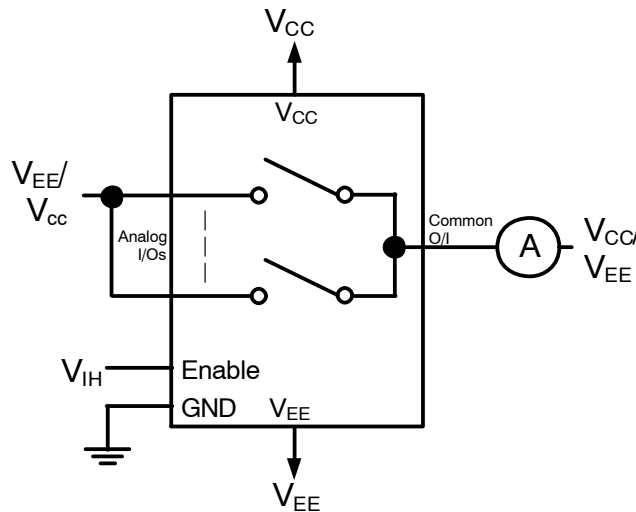 VCC
VCC
VEE/
Vcc
Analog
I/Os
Common
O/I
A
VCC/
VEE
VIH
Enable
GND
VEE
VEE